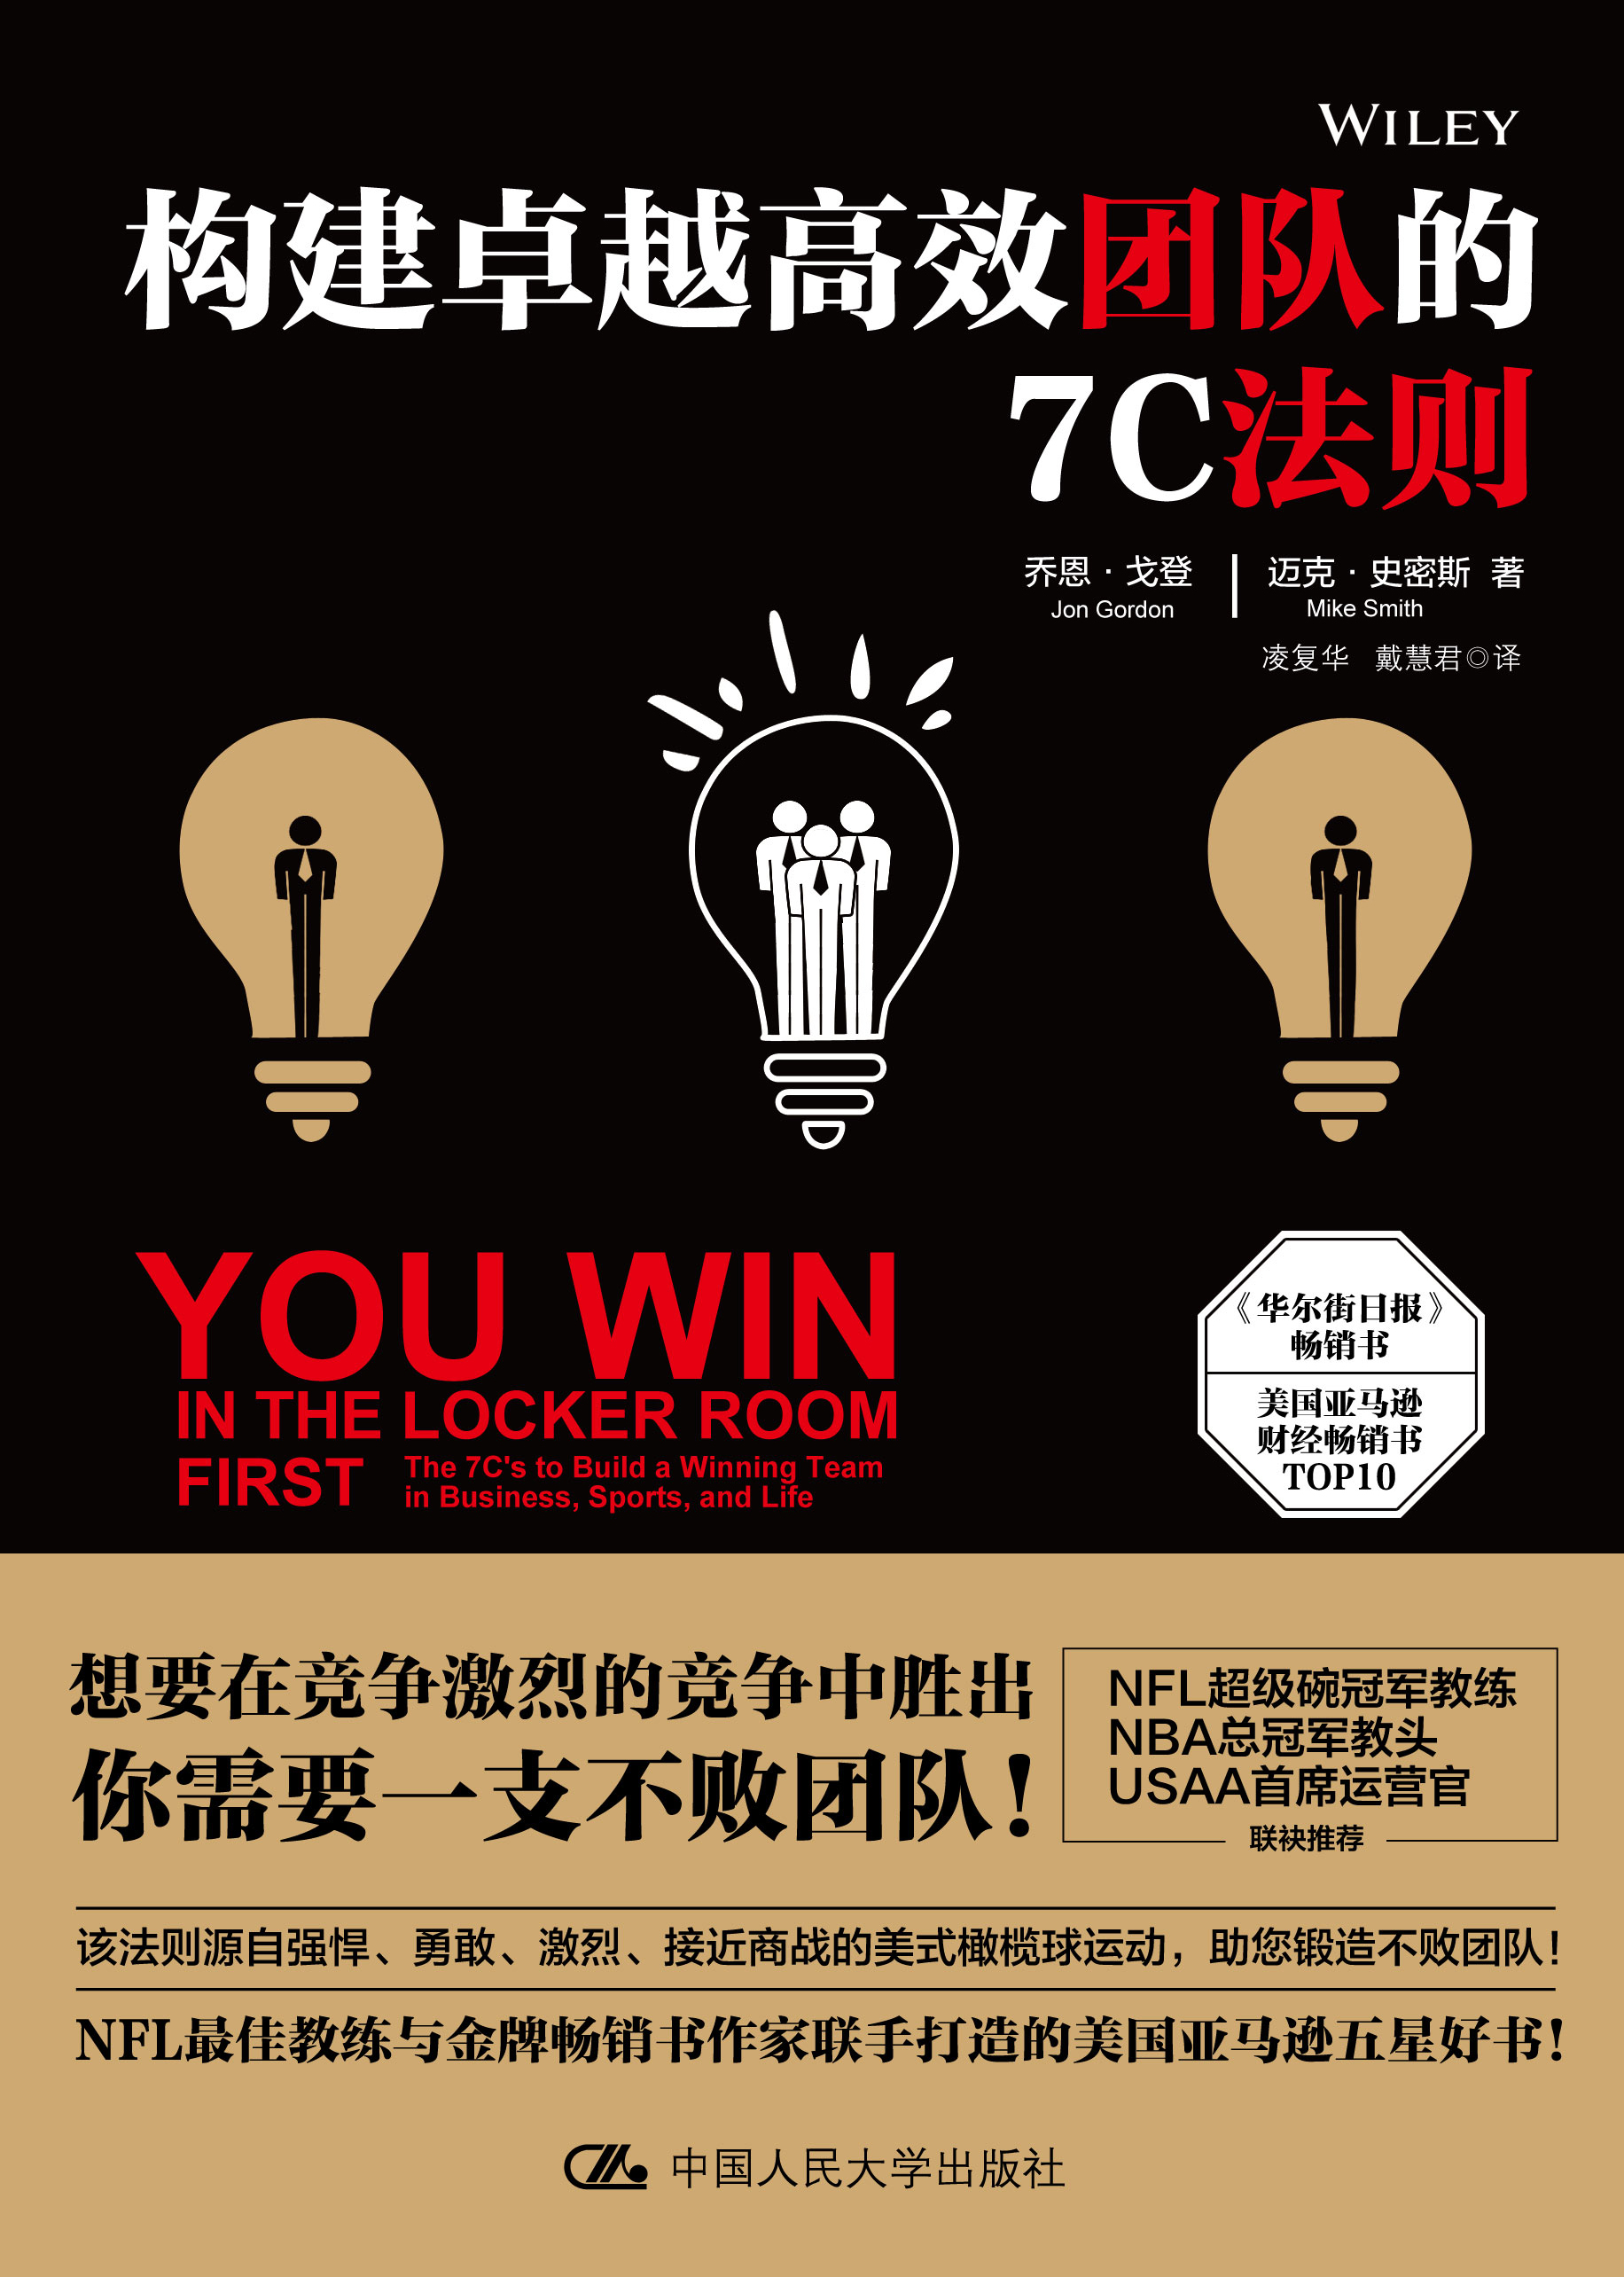 WILEY
构建卓越高效团队的
7C法则
乔恩·戈登 迈克·史密斯 著
Jon Gordon Mike Smith
凌复华 戴慧君◎译
YOU WIN
IN THE LOCKER ROOM
FIRST
The 7C's to Build a Winning Team
in Business, Sports, and Life
《华尔街日报》
畅销书
美国亚马逊
财经畅销书
TOP10
想要在竞争激烈的竞争中胜出
你需要一支不败团队！
NFL超级碗冠军教练
NBA总冠军教头
USAA首席运营官
联袂推荐
该法则源自强悍、勇敢、激烈、接近商战的美式橄榄球运动，助您锻造不败团队！
NFL最佳教练与金牌畅销书作家联手打造的美国亚马逊五星好书！
中国人民大学出版社